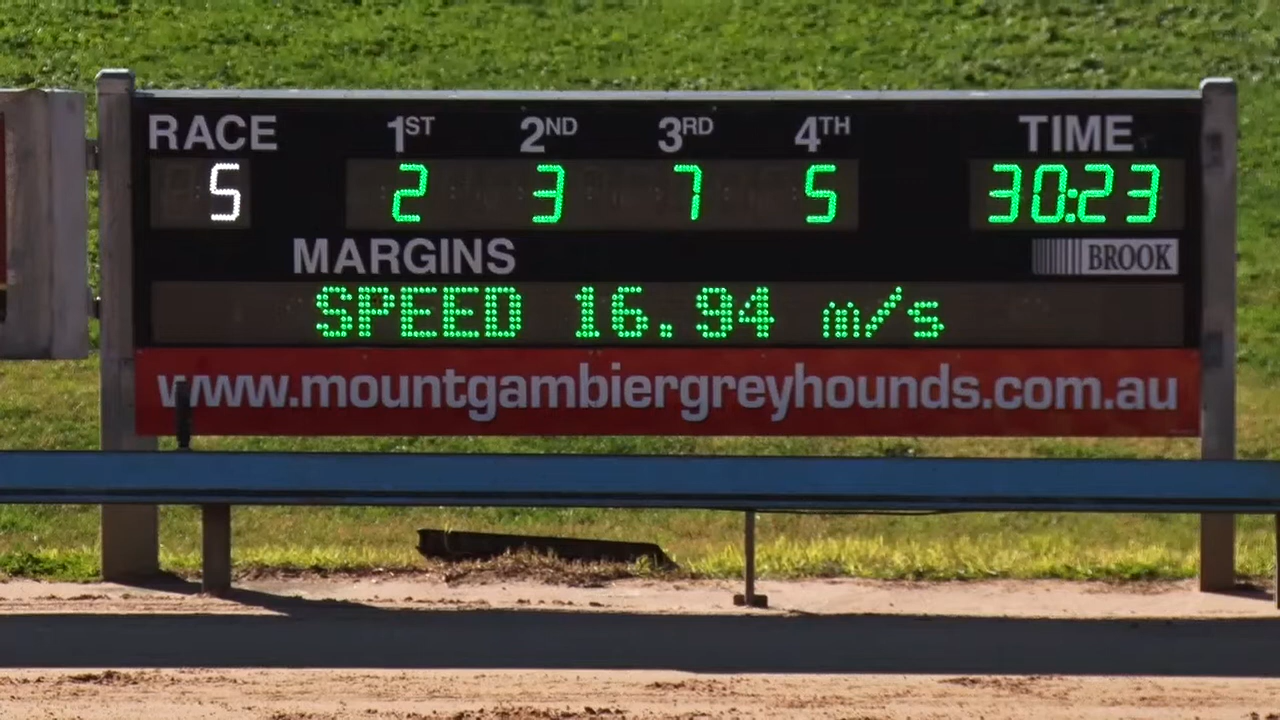 RACE 1ST 2ND 3RD 4TH TIME
5 2 3 7 5 30:23
MARGINS BROOK
SPEED 16.94 m/s
www.mountgambiergreyhounds.com.au